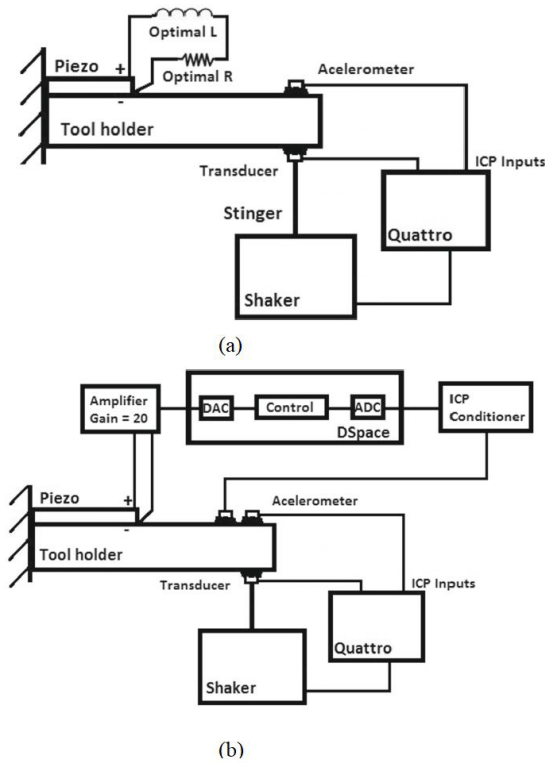 Optimal L
Piezo +
Optimal R
-
Tool holder
Acelerometer
Transducer
ICP Inputs
Stinger
Quattro
Shaker
(a)
Amplifier
Gain = 20
DAC
Control
ADC
DSpace
ICP
Conditioner
Piezo +
-
Tool holder
Acelerometer
Transducer
ICP Inputs
Quattro
Shaker
(b)